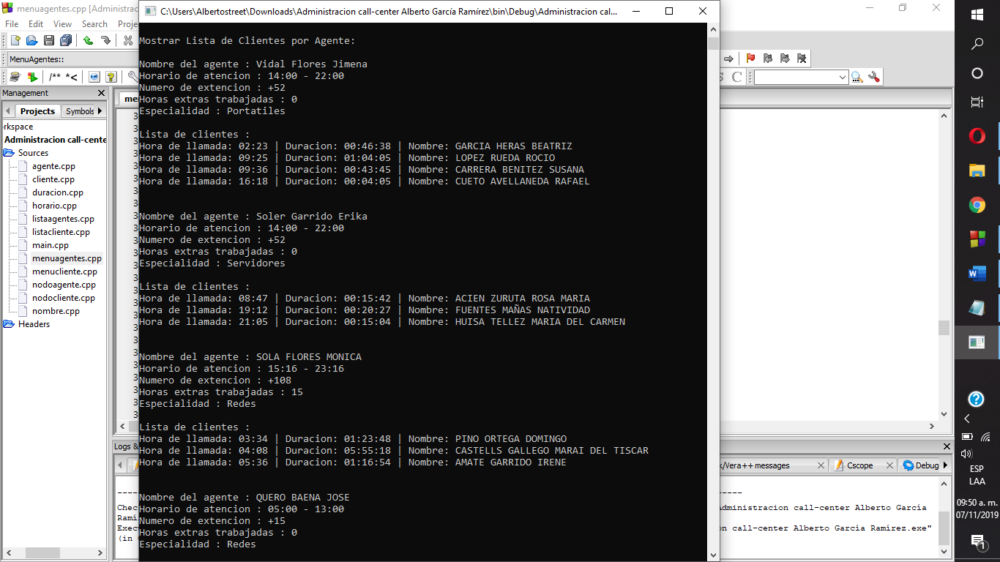 menuagentes.cpp [Administrac
File Edit View Search Proje
MenuAgentes::
/** *<
Management
Projects
Symbols
rkspace
Administracion call-cente
Sources
agente.cpp
cliente.cpp
duracion.cpp
horario.cpp
listaagentes.cpp
listacliente.cpp
main.cpp
menuagentes.cpp
menucliente.cpp
nodoagente.cpp
nodocliente.cpp
nombre.cpp
Headers
me
C:\Users\Albertostreet\Downloads\Administracion call-center Alberto García Ramírez\bin\Debug\Administracion cal...
Mostrar Lista de Clientes por Agente:
Nombre del agente : Vidal Flores Jimena
Horario de atencion : 14:00 - 22:00
Numero de extencion : +52
Horas extras trabajadas : 0
Especialidad : Portatiles
Lista de clientes :
Hora de llamada: 02:23 | Duracion: 00:46:38 | Nombre: GARCIA HERAS BEATRIZ
Hora de llamada: 09:25 | Duracion: 01:04:05 | Nombre: LOPEZ RUEDA ROCIO
Hora de llamada: 09:36 | Duracion: 00:43:45 | Nombre: CARRERA BENITEZ SUSANA
Hora de llamada: 16:18 | Duracion: 00:04:05 | Nombre: CUETO AVELLANEDA RAFAEL
Nombre del agente : Soler Garrido Erika
Horario de atencion : 14:00 - 22:00
Numero de extencion : +52
Horas extras trabajadas : 0
Especialidad : Servidores
Lista de clientes :
Hora de llamada: 08:47 | Duracion: 00:15:42 | Nombre: ACIEN ZURUTA ROSA MARIA
Hora de llamada: 19:12 | Duracion: 00:20:27 | Nombre: FUENTES MAÑAS NATIVIDAD
Hora de llamada: 21:05 | Duracion: 00:15:04 | Nombre: HUISA TELLEZ MARIA DEL CARMEN
Nombre del agente : SOLA FLORES MONICA
Horario de atencion : 15:16 - 23:16
Numero de extencion : +108
Horas extras trabajadas : 15
Especialidad : Redes
Lista de clientes :
Hora de llamada: 03:34 | Duracion: 01:23:48 | Nombre: PINO ORTEGA DOMINGO
Hora de llamada: 04:08 | Duracion: 05:55:18 | Nombre: CASTELLS GALLEGO MARAI DEL TISCAR
Hora de llamada: 05:36 | Duracion: 01:16:54 | Nombre: AMATE GARRIDO IRENE
Nombre del agente : QUERO BAENA JOSE
Horario de atencion : 05:00 - 13:00
Numero de extencion : +15
Horas extras trabajadas : 0
Especialidad : Redes
S C
Logs &
k/Vera++ messages
Cscope
Debug
Chec
Administracion call-center Alberto García
Ramí
Exec
on call-center Alberto García Ramírez.exe"
(in
ESP
LAA
09:50 a. m.
07/11/2019
1